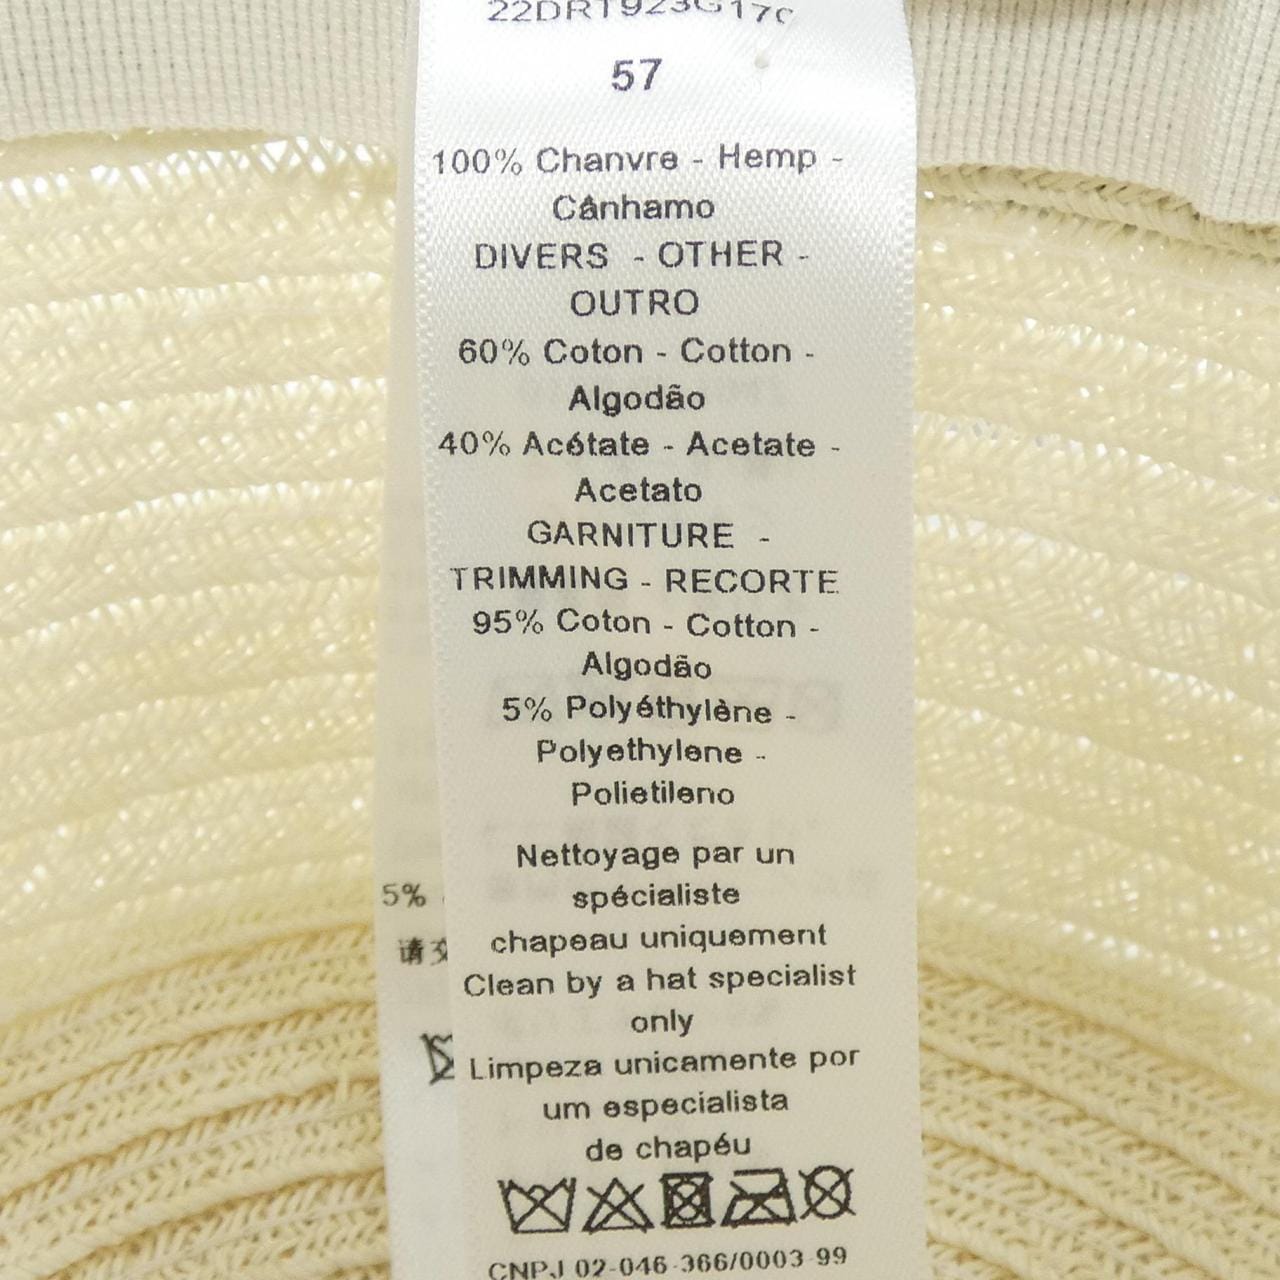 57
100% Chanvre - Hemp -
Cânhamo
DIVERS - OTHER -
OUTRO
60% Coton - Cotton -
Algodão
40% Acétate - Acetate -
Acetato
GARNITURE -
TRIMMING - RECORTE
95% Coton - Cotton -
Algodão
5% Polyéthylène -
Polyethylene -
Polietileno
Nettoyage par un
spécialiste
chapeau uniquement
Clean by a hat specialist
only
Limpeza unicamente por
um especialista
de chapéu
CNPJ 02-046-366/0003-99
5%
请交